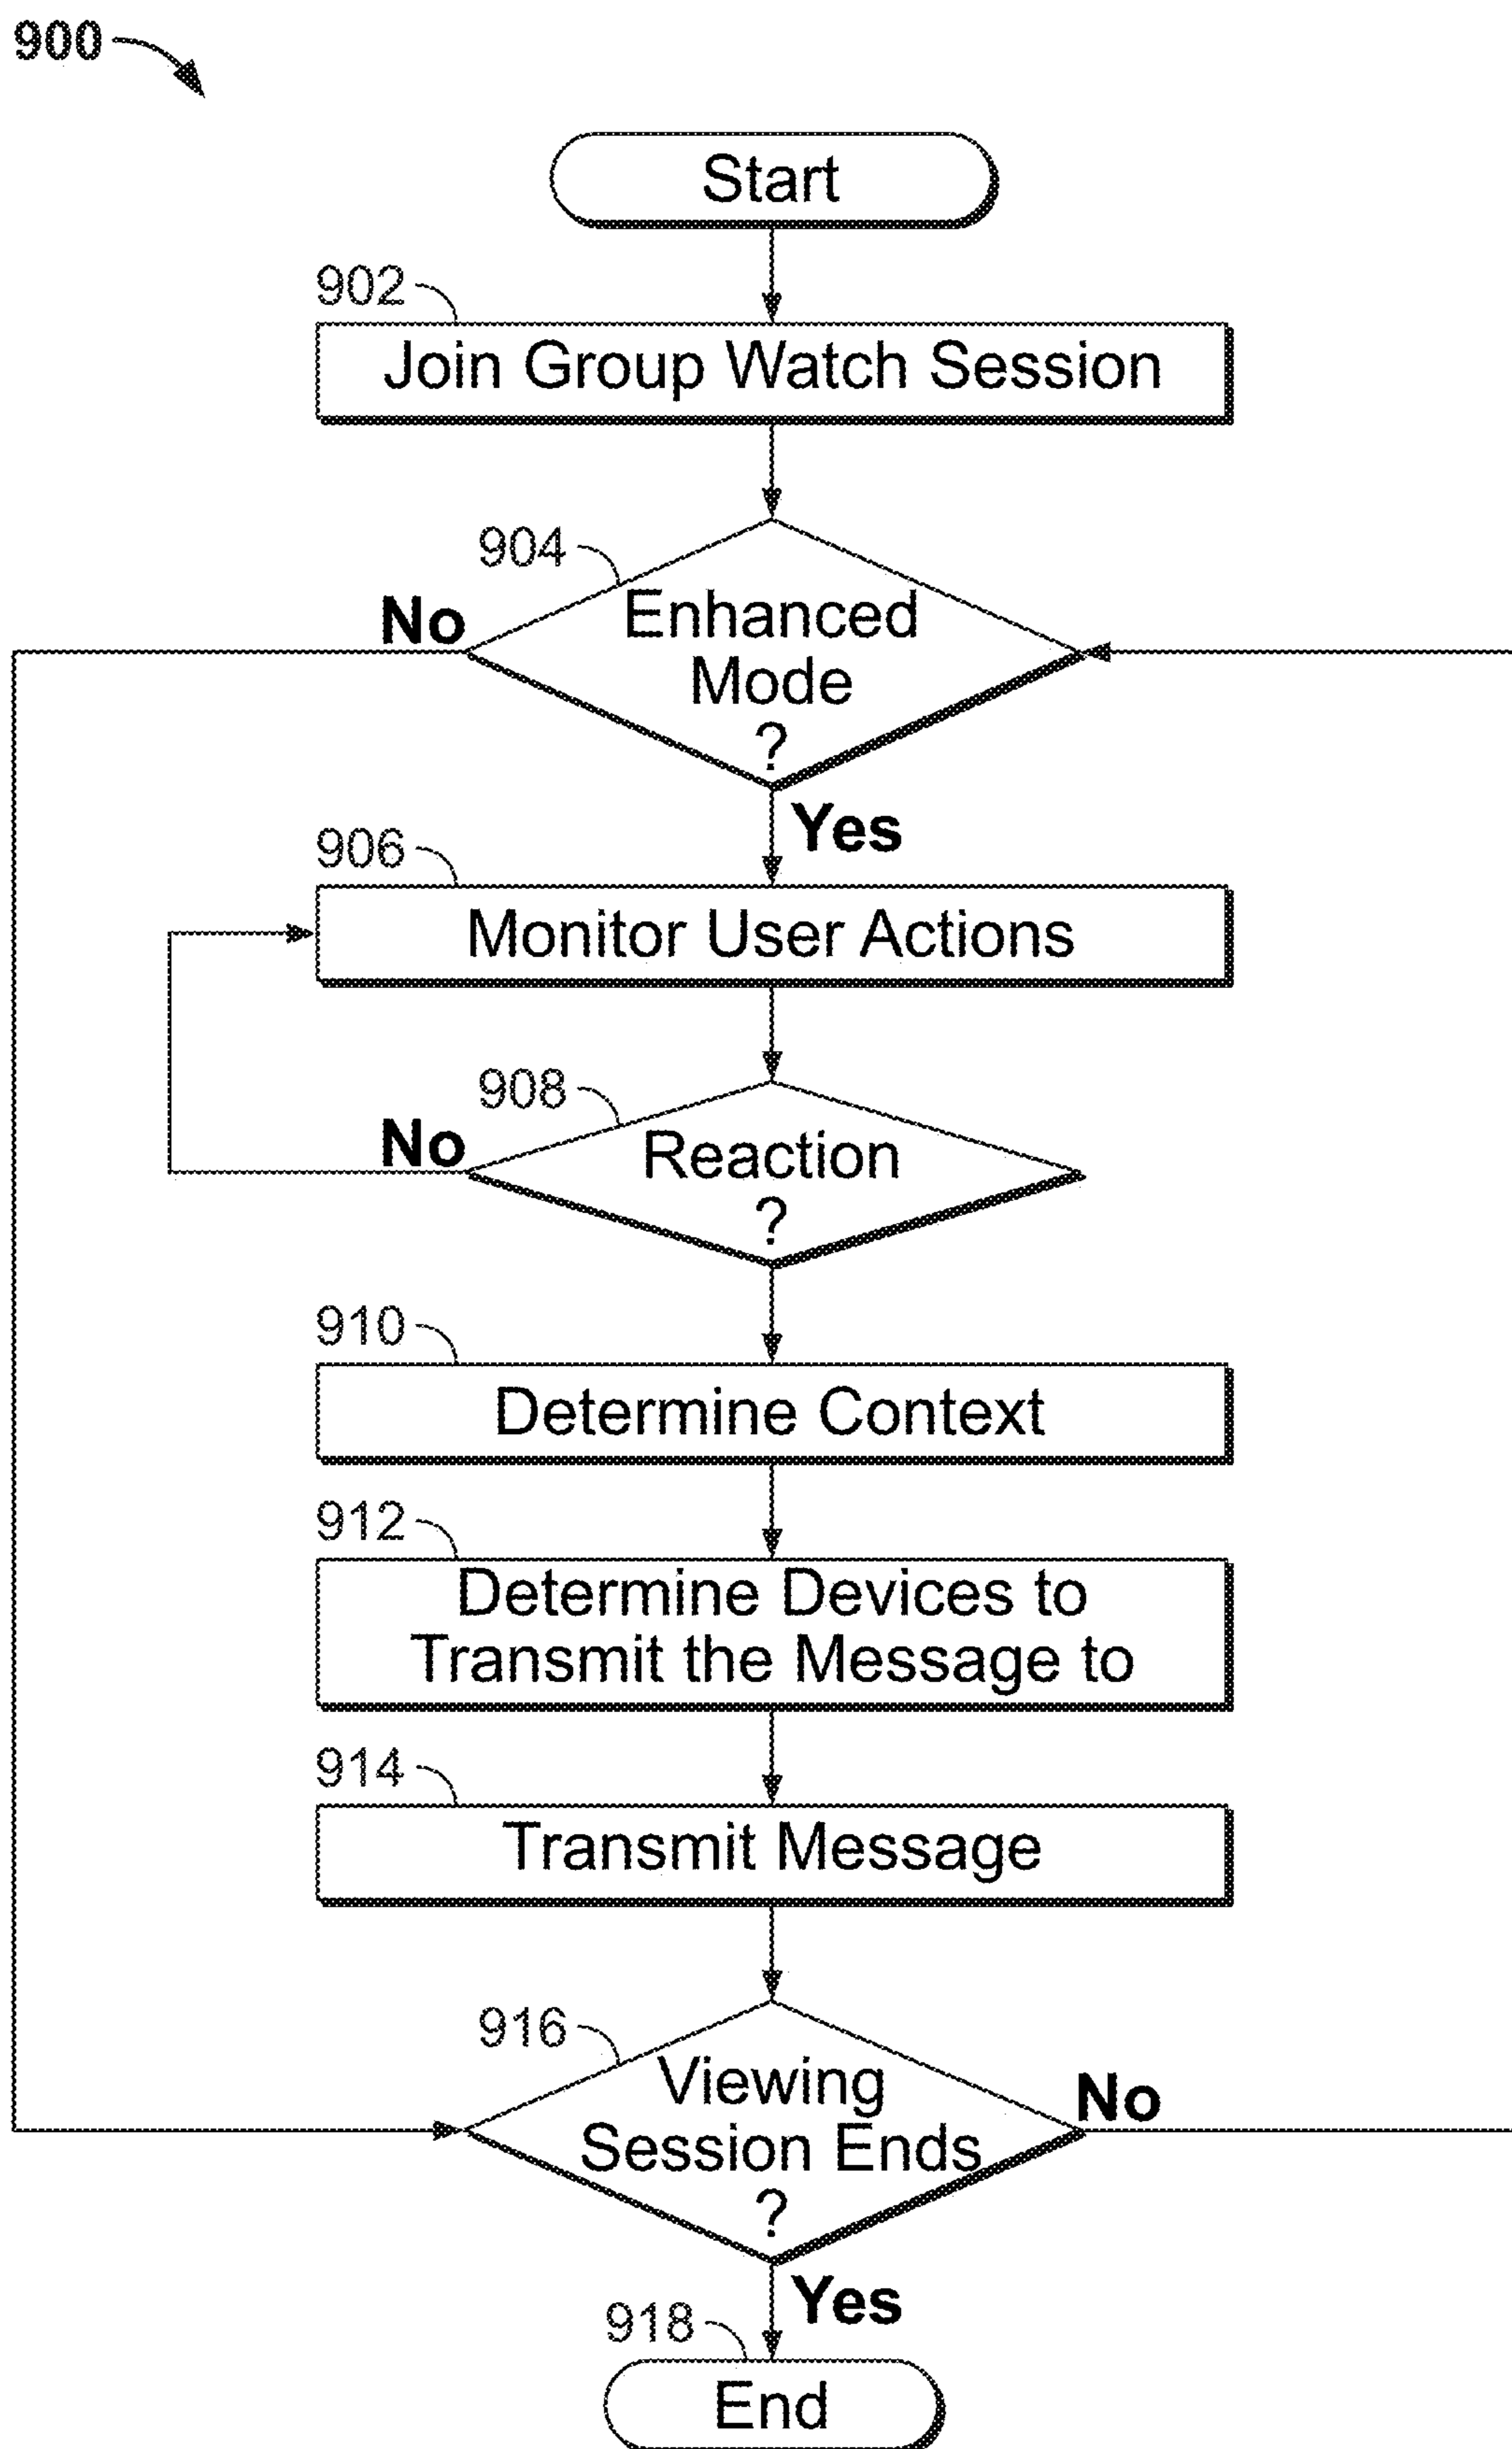 900
Start
902
Join Group Watch Session
904
Enhanced
Mode
?
No
Yes
906
Monitor User Actions
908
Reaction
?
No
910
Determine Context
912
Determine Devices to
Transmit the Message to
914
Transmit Message
916
Viewing
Session Ends
?
No
Yes
918
End